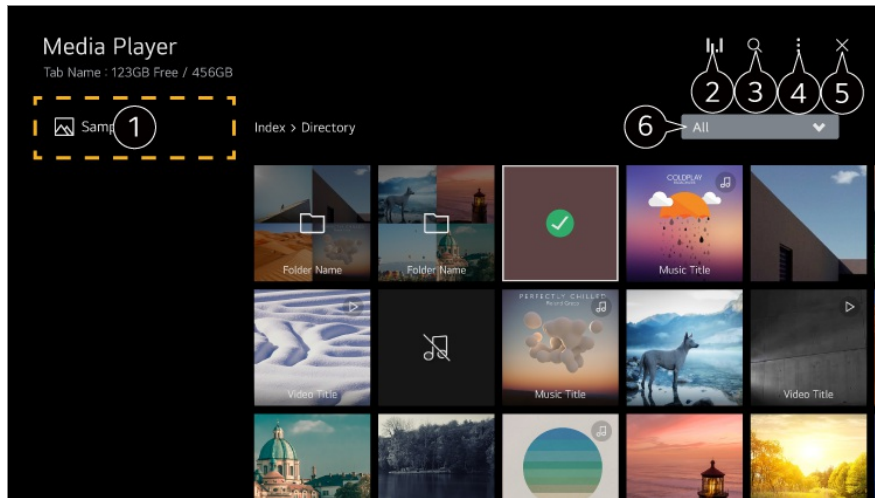 Media Player
Tab Name : 123GB Free / 456GB
2
3
4
5
1
Index > Directory
6
All
Folder Name
Folder Name
COLDPLAY
Music Title
Video Title
PERFECTLY CHILLED
Music Title
Video Title